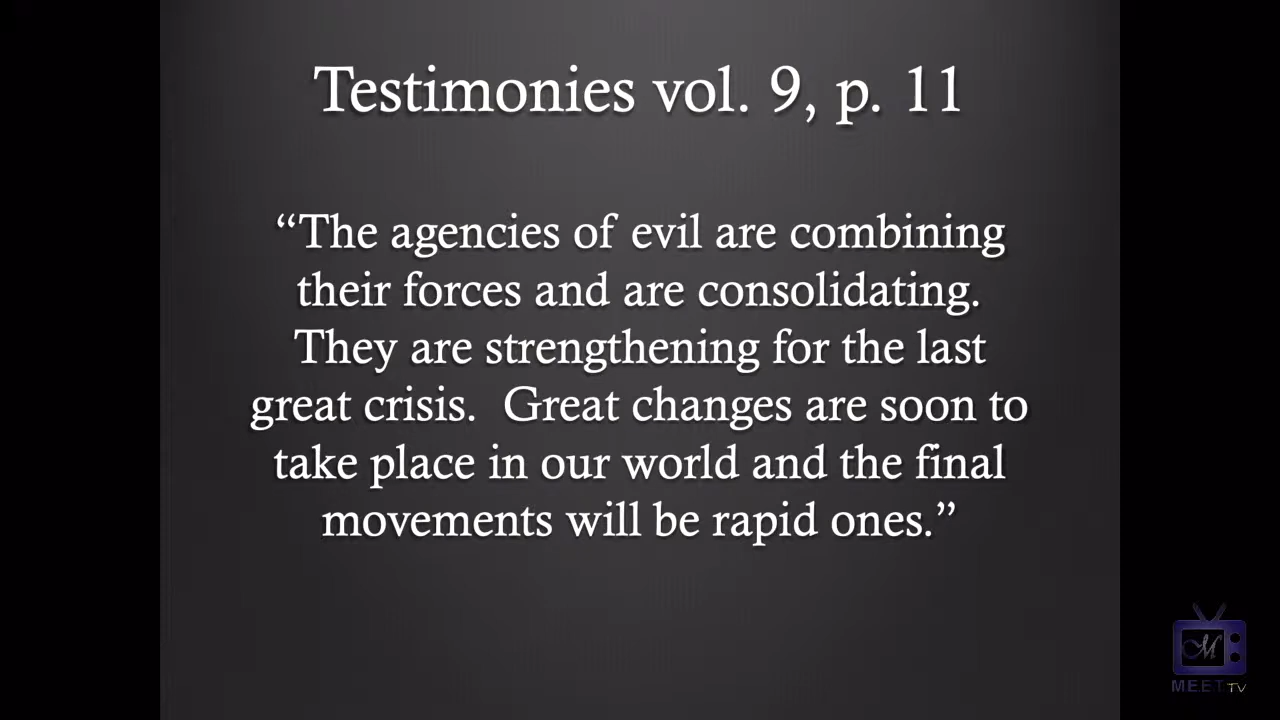 Testimonies vol. 9, p. 11
“The agencies of evil are combining
their forces and are consolidating.
They are strengthening for the last
great crisis.  Great changes are soon to
take place in our world and the final
movements will be rapid ones.”
M
MEET TV